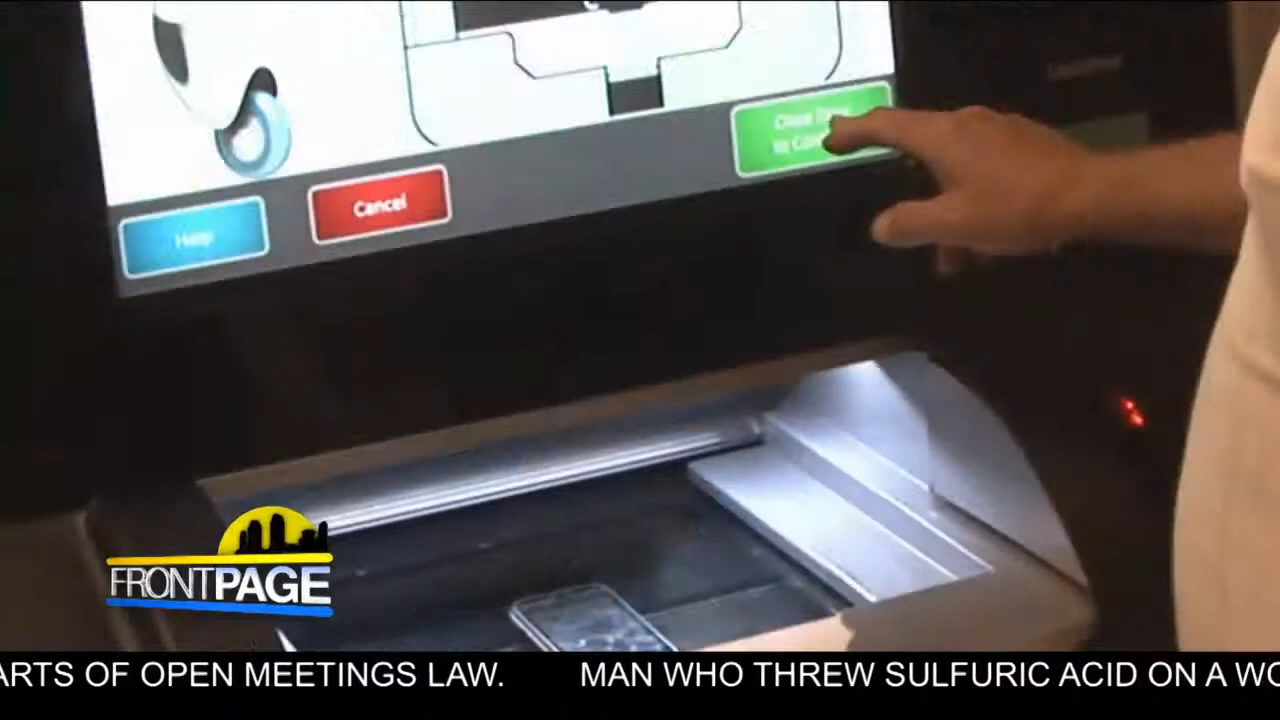 Help
Cancel
FRONTPAGE
ARTS OF OPEN MEETINGS LAW. MAN WHO THREW SULFURIC ACID ON A WO